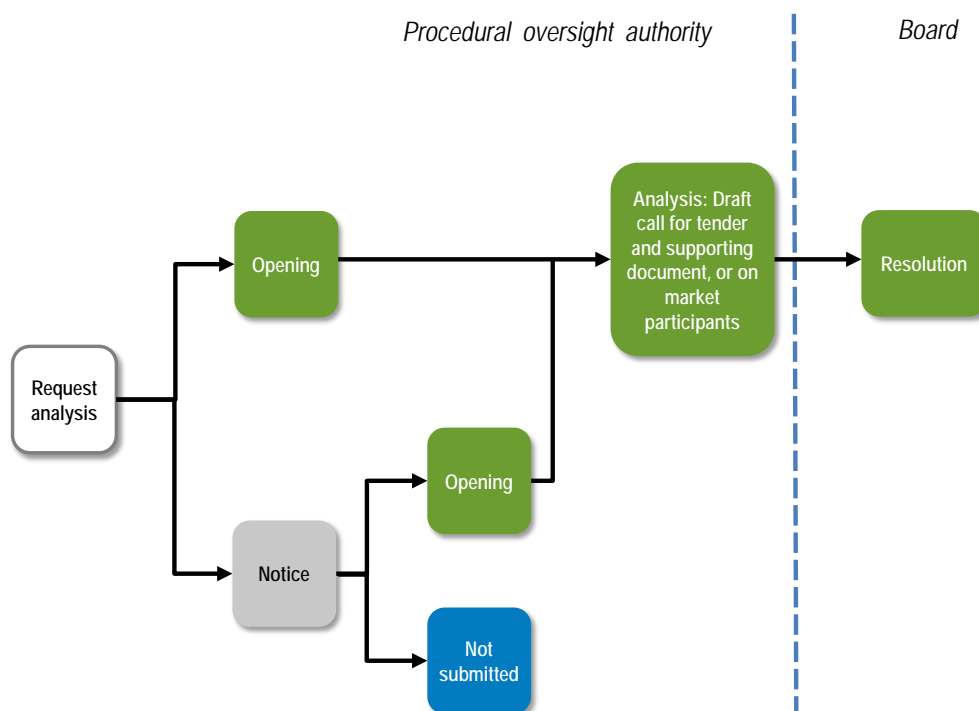 Procedural oversight authority
Board
Analysis: Draft
call for tender
and supporting
document, or on
market
participants
Opening
Resolution
Request
analysis
Opening
Notice
Not
submitted